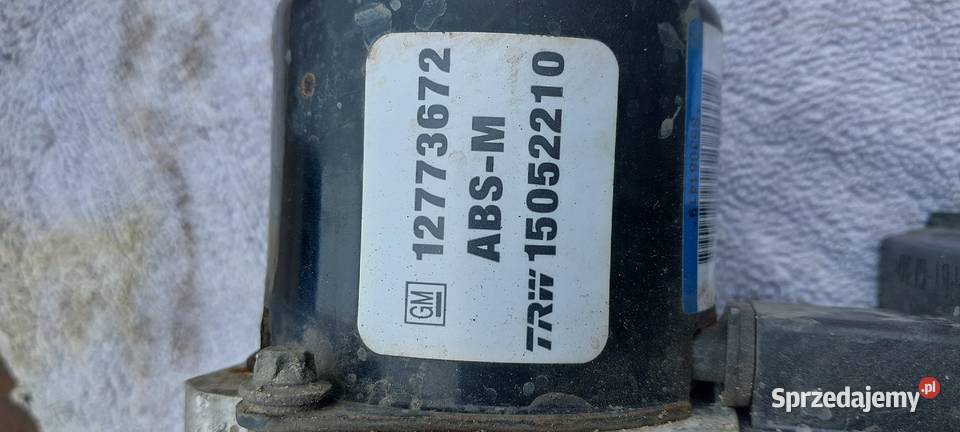 GM 12773672
ABS-M
TRW 15052210
Sprzedajemy.pl